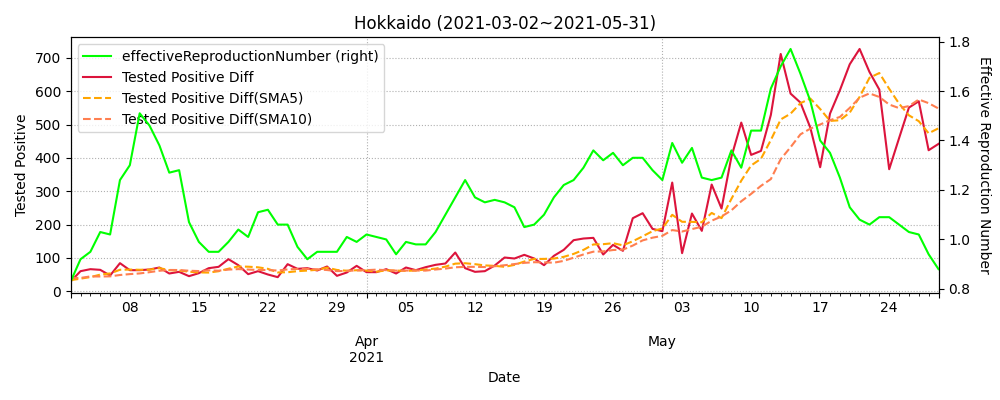 Hokkaido (2021-03-02~2021-05-31)
effectiveReproductionNumber (right)
Tested Positive Diff
Tested Positive Diff(SMA5)
Tested Positive Diff(SMA10)
Tested Positive
700
600
500
400
300
200
100
0
1.8
1.6
1.4
1.2
1.0
0.8
Effective Reproduction Number
08 15 22 29 05 12 19 26 03 10 17 24
Apr May
2021
Date